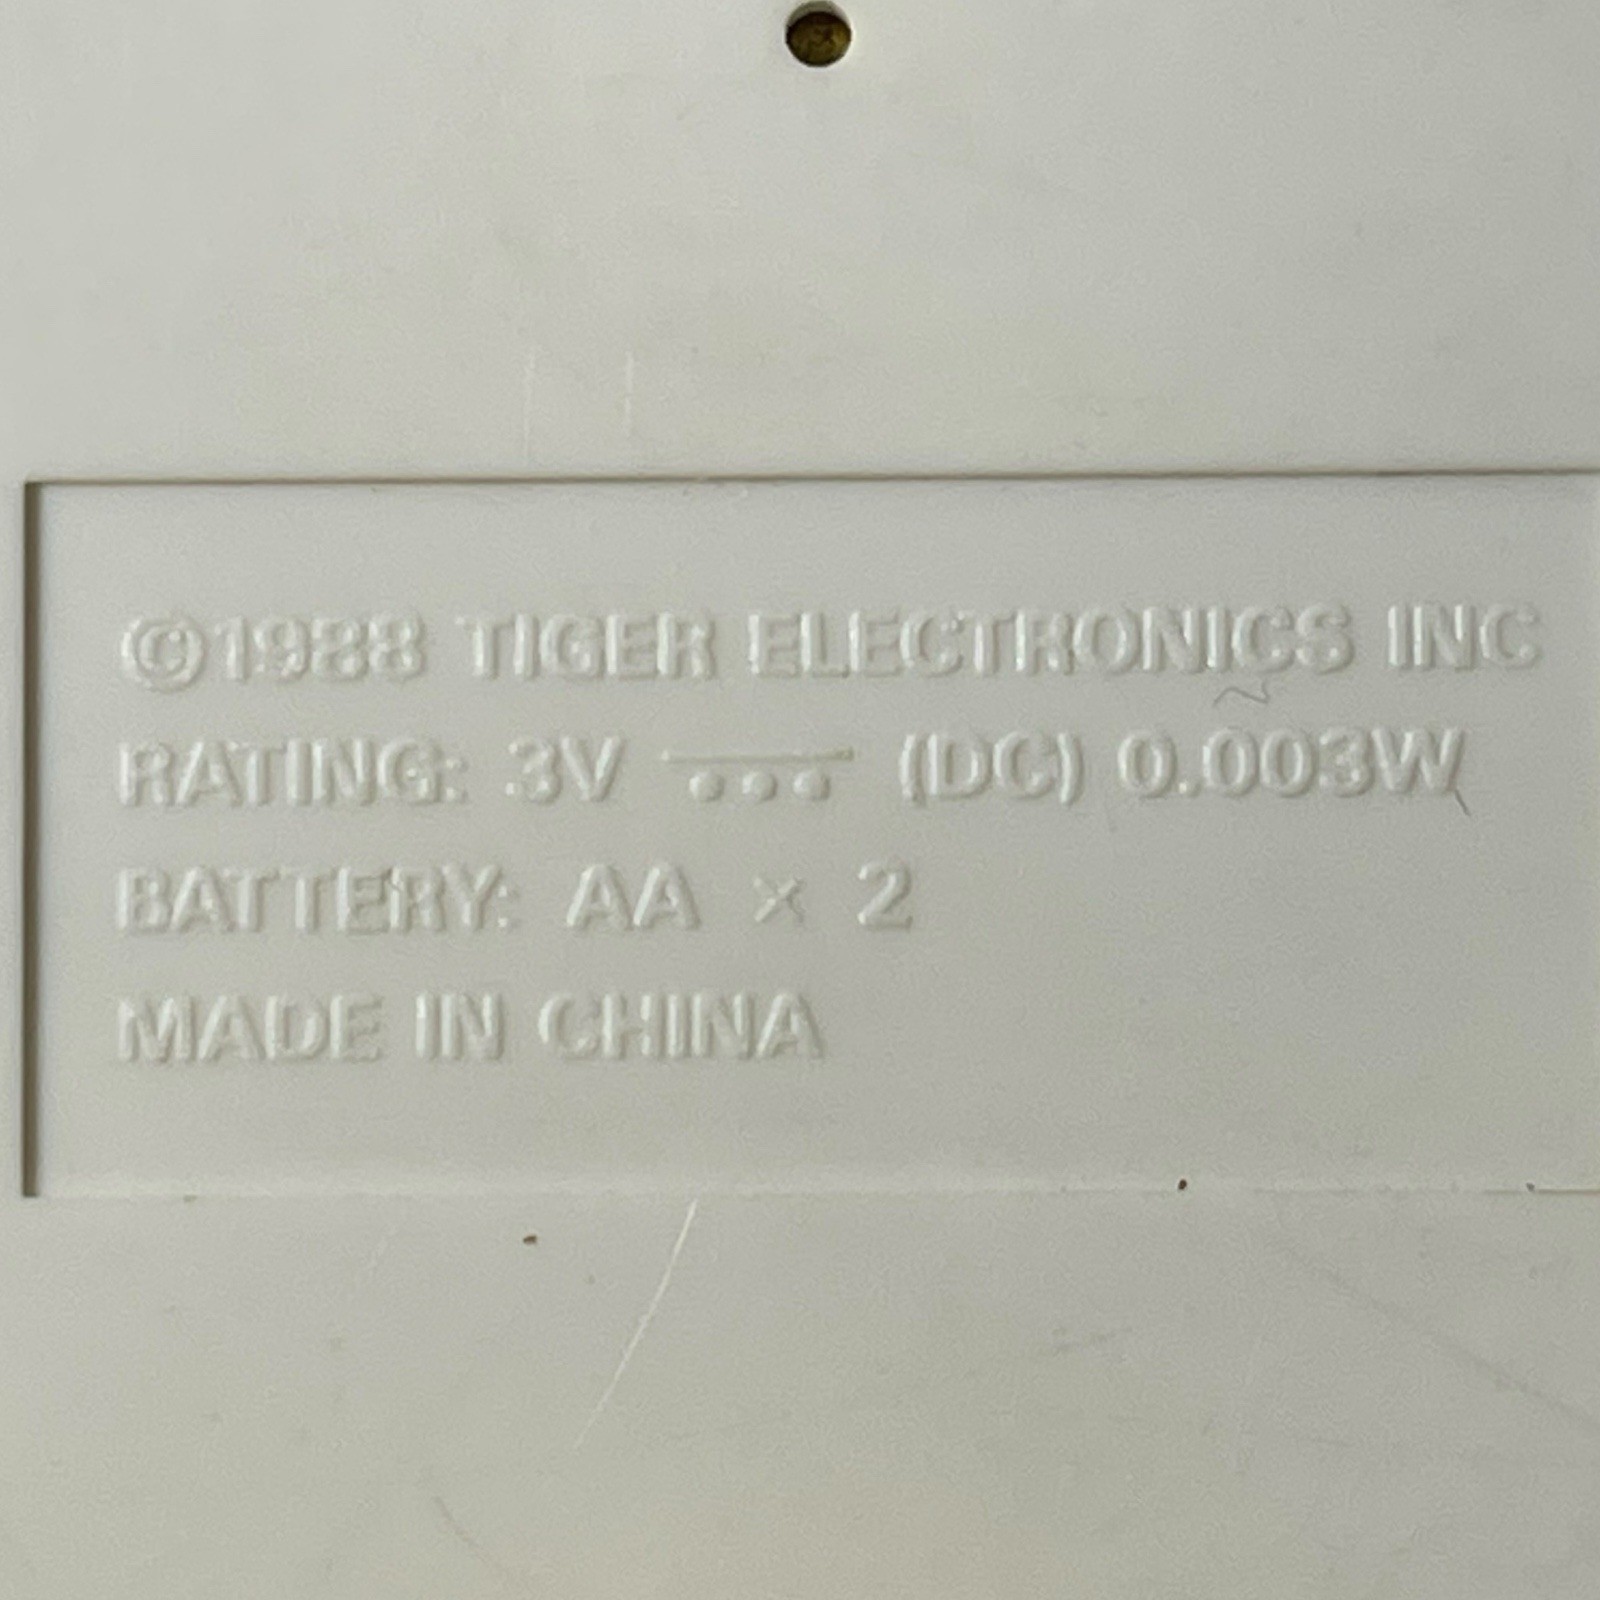 ©1988 TIGER ELECTRONICS INC
RATING: 3V ⎓ (DC) 0.003W
BATTERY: AA × 2
MADE IN CHINA